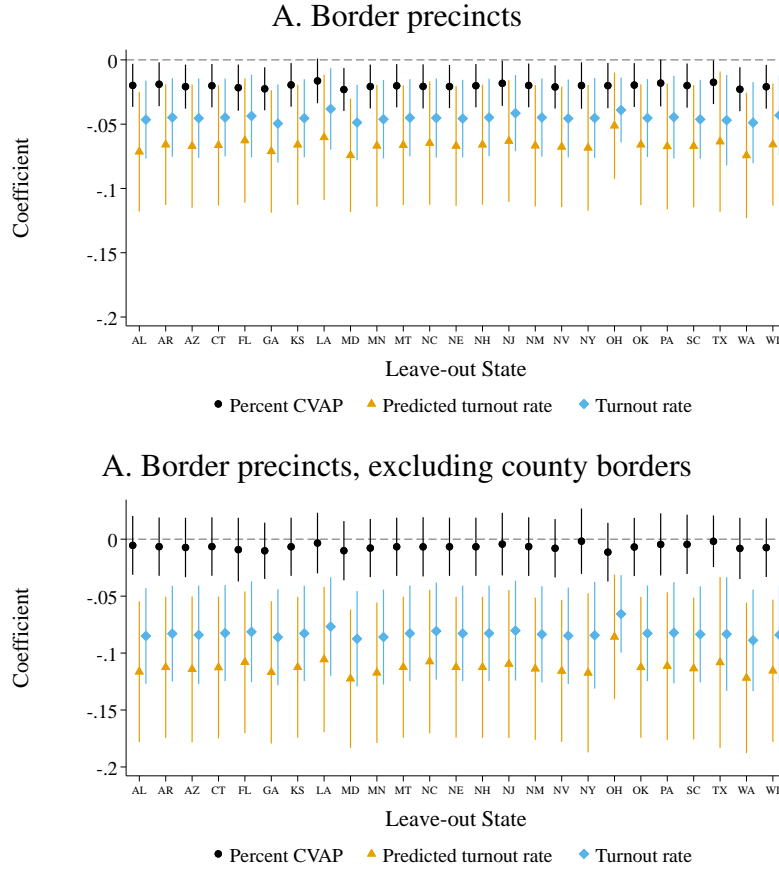 A. Border precincts
0
-.05
-.1
-.15
-.2
Coefficient
AL AR AZ CT FL GA KS LA MD MN MT NC NE NH NJ NM NV NY OH OK PA SC TX WA WI
Leave-out State
Percent CVAP Predicted turnout rate Turnout rate
A. Border precincts, excluding county borders
0
-.05
-.1
-.15
-.2
Coefficient
AL AR AZ CT FL GA KS LA MD MN MT NC NE NH NJ NM NV NY OH OK PA SC TX WA WI
Leave-out State
Percent CVAP Predicted turnout rate Turnout rate